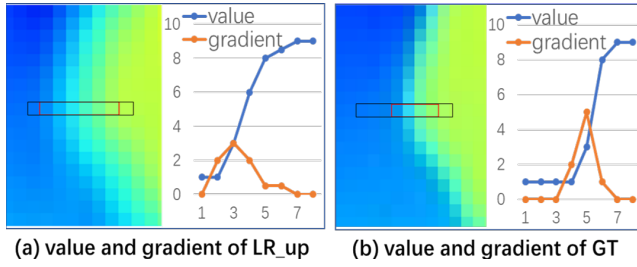 10
8
6
4
2
0
value
gradient
1 3 5 7
10
8
6
4
2
0
value
gradient
1 3 5 7
(a) value and gradient of LR_up
(b) value and gradient of GT